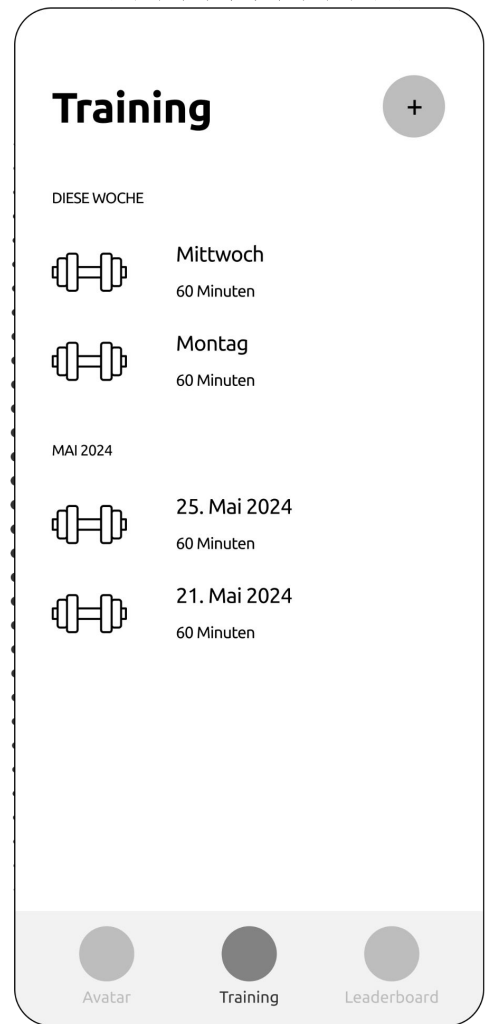 Training
+
DIESE WOCHE
Mittwoch
60 Minuten
Montag
60 Minuten
MAI 2024
25. Mai 2024
60 Minuten
21. Mai 2024
60 Minuten
Avatar Training Leaderboard